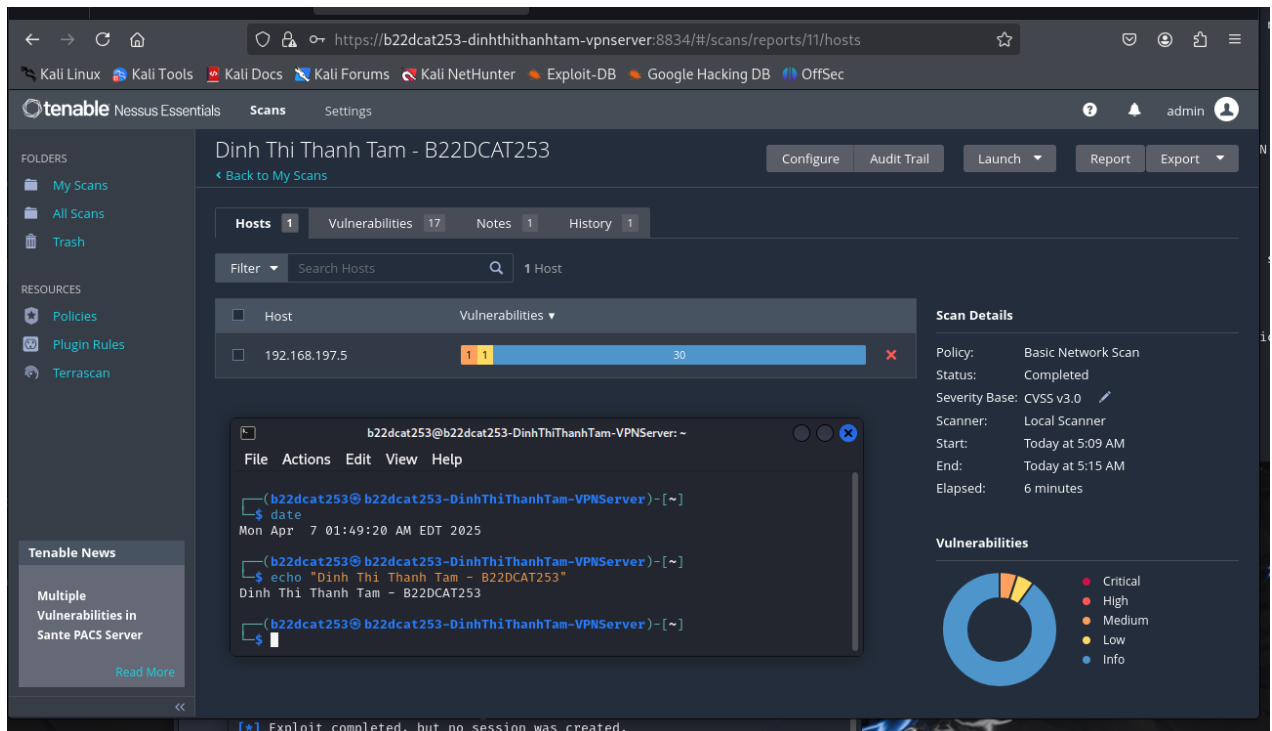 https://b22dcat253-dinhthithanhtam-vpnserver:8834/#/scans/reports/11/hosts
Kali Linux Kali Tools Kali Docs Kali Forums Kali NetHunter Exploit-DB Google Hacking DB OffSec
tenable Nessus Essentials Scans Settings admin
FOLDERS
My Scans
All Scans
Trash
RESOURCES
Policies
Plugin Rules
Terrascan
Tenable News
Multiple
Vulnerabilities in
Sante PACS Server
Read More
Dinh Thi Thanh Tam - B22DCAT253
Back to My Scans
Configure Audit Trail Launch Report Export
Hosts 1 Vulnerabilities 17 Notes 1 History 1
Filter Search Hosts 1 Host
Host Vulnerabilities
192.168.197.5 1 1 30
Scan Details
Policy: Basic Network Scan
Status: Completed
Severity Base: CVSS v3.0
Scanner: Local Scanner
Start: Today at 5:09 AM
End: Today at 5:15 AM
Elapsed: 6 minutes
Vulnerabilities
Critical
High
Medium
Low
Info
b22dcat253@b22dcat253-DinhThiThanhTam-VPNServer: ~
File Actions Edit View Help
(b22dcat253㉿b22dcat253-DinhThiThanhTam-VPNServer)-[~]
$ date
Mon Apr 7 01:49:20 AM EDT 2025
(b22dcat253㉿b22dcat253-DinhThiThanhTam-VPNServer)-[~]
$ echo "Dinh Thi Thanh Tam - B22DCAT253"
Dinh Thi Thanh Tam - B22DCAT253
(b22dcat253㉿b22dcat253-DinhThiThanhTam-VPNServer)-[~]
$
[*] Exploit completed, but no session was created.